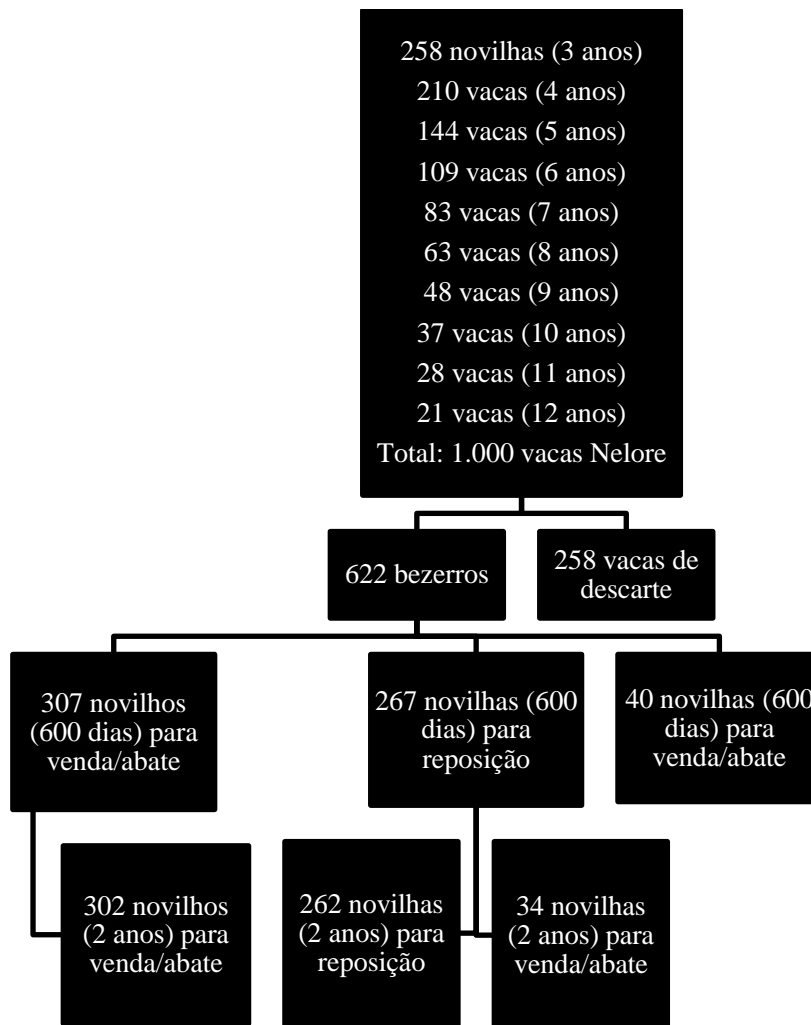 258 novilhas (3 anos)
210 vacas (4 anos)
144 vacas (5 anos)
109 vacas (6 anos)
83 vacas (7 anos)
63 vacas (8 anos)
48 vacas (9 anos)
37 vacas (10 anos)
28 vacas (11 anos)
21 vacas (12 anos)
Total: 1.000 vacas Nelore
622 bezerros
258 vacas de
descarte
307 novilhos
(600 dias) para
venda/abate
267 novilhas (600
dias) para
reposição
40 novilhas (600
dias) para
venda/abate
302 novilhos
(2 anos) para
venda/abate
262 novilhas
(2 anos) para
reposição
34 novilhas
(2 anos) para
venda/abate